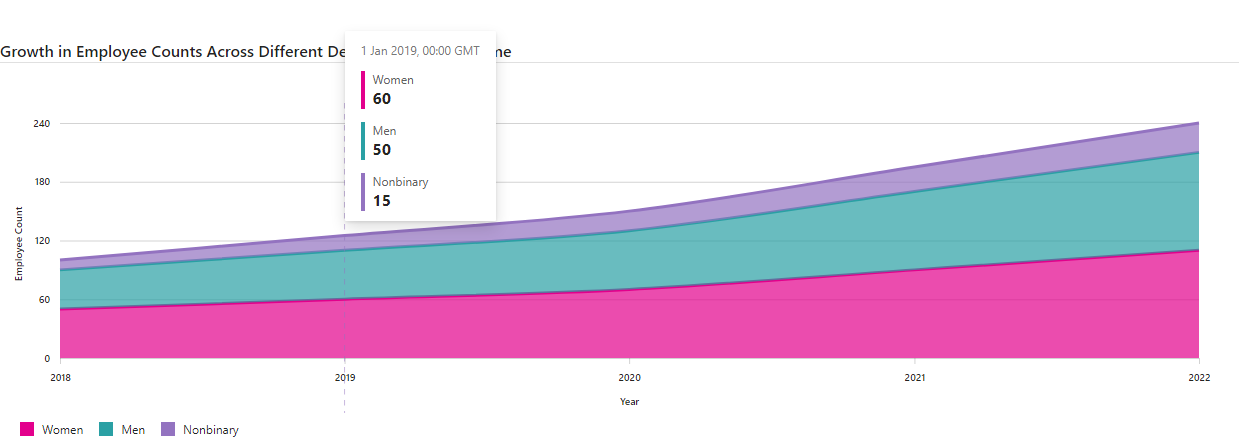 Growth in Employee Counts Across Different De me
1 Jan 2019, 00:00 GMT
Women
60
Men
50
Nonbinary
15
240
180
120
60
0
Employee Count
2018 2019 2020 2021 2022
Year
Women Men Nonbinary